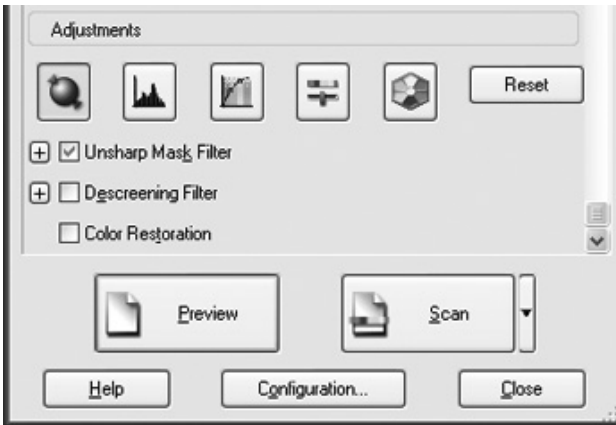 Adjustments
Reset
Unsharp Mask Filter
Descreening Filter
Color Restoration
Preview Scan
Help Configuration... Close